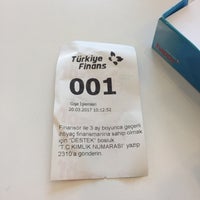 Türkiye
Finans
001
Gişe İşlemleri
20.03.2017 10:12:52
Finansör ile 3 ay boyunca geçerli
ihtiyaç finansmanına sahip olmak
için "DESTEK" boşluk
"T.C.KİMLİK NUMARASI" yazıp
2310'a gönderin.